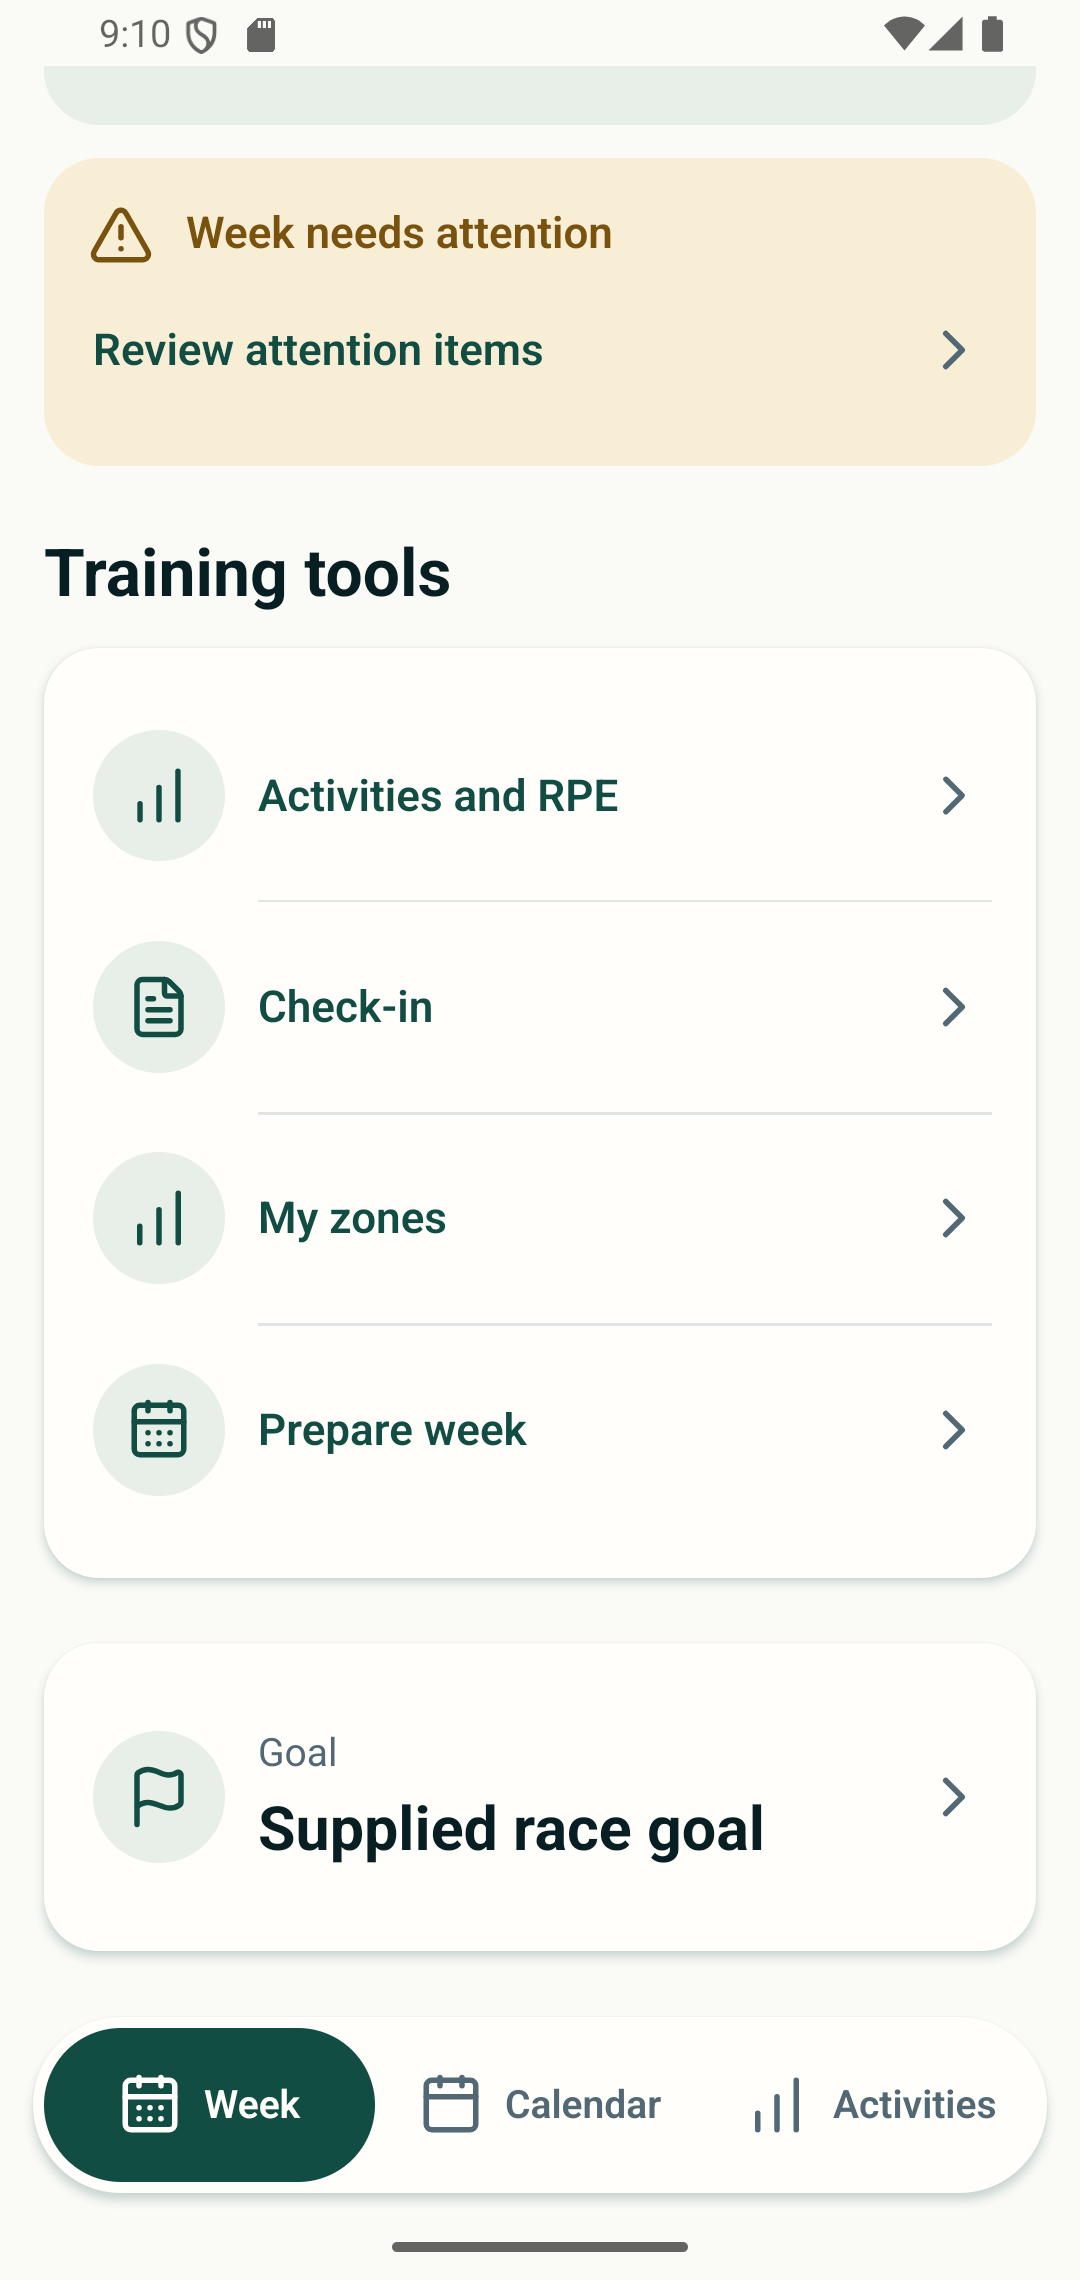 9:10
Week needs attention
Review attention items
Training tools
Activities and RPE
Check-in
My zones
Prepare week
Goal
Supplied race goal
Week
Calendar
Activities